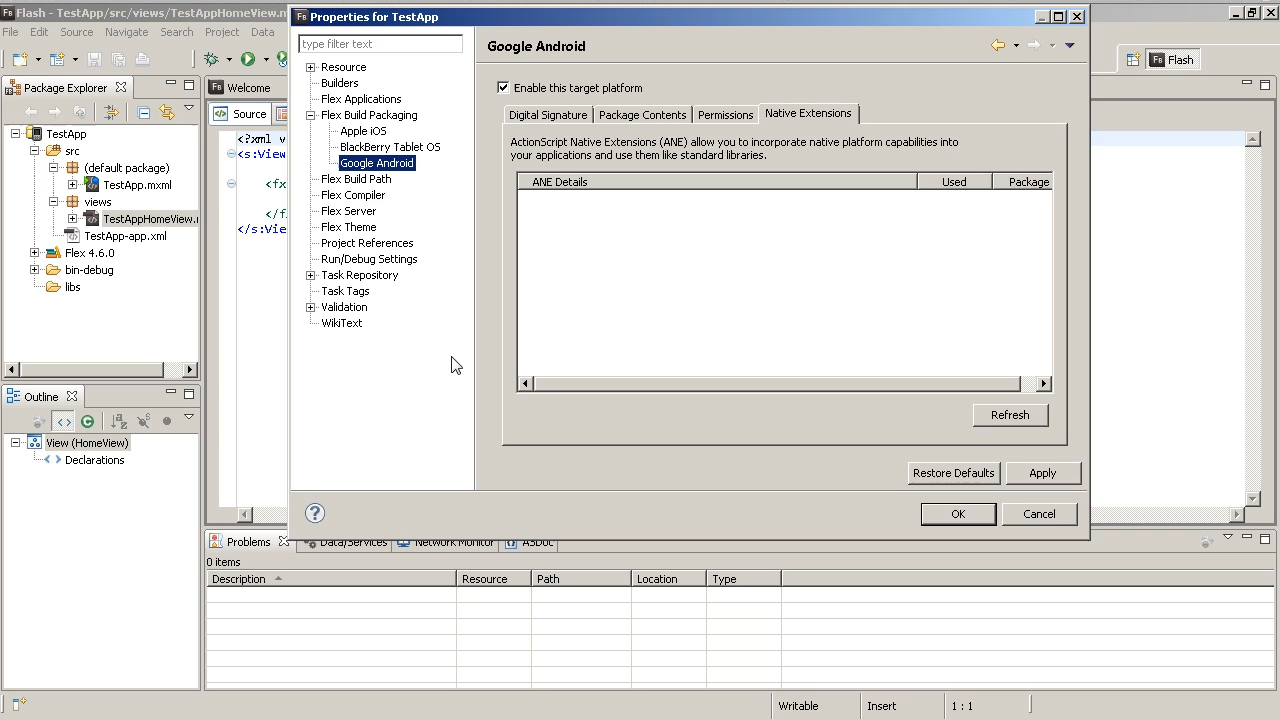 Flash - TestApp/src/views/TestAppHomeView.m
File Edit Source Navigate Search Project Data
Flash
Package Explorer
TestApp
src
(default package)
TestApp.mxml
views
TestAppHomeView.
TestApp-app.xml
Flex 4.6.0
bin-debug
libs
Outline
View (HomeView)
Declarations
Welcome
Source
<?xml v
<s:View
<fx
</f
</s:Vie
Properties for TestApp
type filter text
Resource
Builders
Flex Applications
Flex Build Packaging
Apple iOS
BlackBerry Tablet OS
Google Android
Flex Build Path
Flex Compiler
Flex Server
Flex Theme
Project References
Run/Debug Settings
Task Repository
Task Tags
Validation
WikiText
Google Android
Enable this target platform
Digital Signature Package Contents Permissions Native Extensions
ActionScript Native Extensions (ANE) allow you to incorporate native platform capabilities into
your applications and use them like standard libraries.
ANE Details Used Package
Refresh
Restore Defaults Apply
OK Cancel
Problems Data/Services Network Monitor ASDoc
0 items
Description Resource Path Location Type
Writable Insert 1 : 1